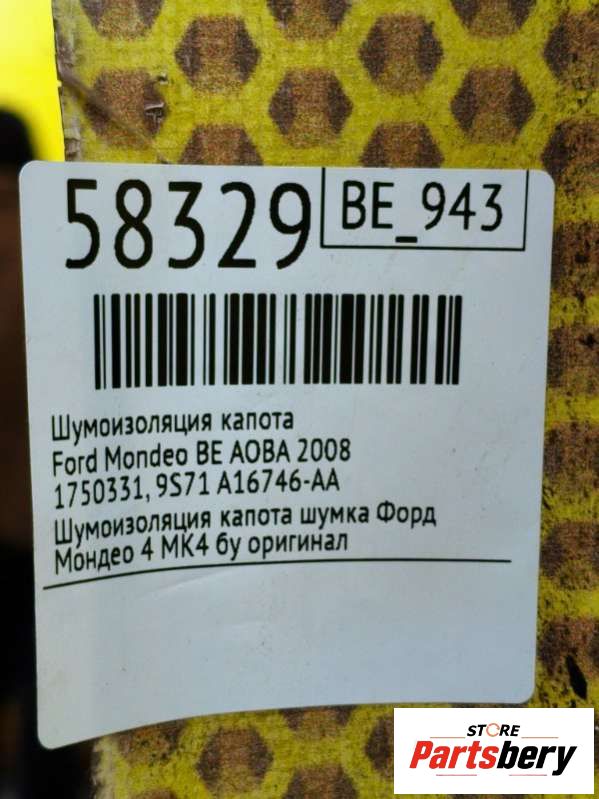 58329
BE_943
Шумоизоляция капота
Ford Mondeo BE AOBA 2008
1750331, 9S71 A16746-AA
Шумоизоляция капота шумка Форд
Мондео 4 МК4 бу оригинал
STORE
Partsbery